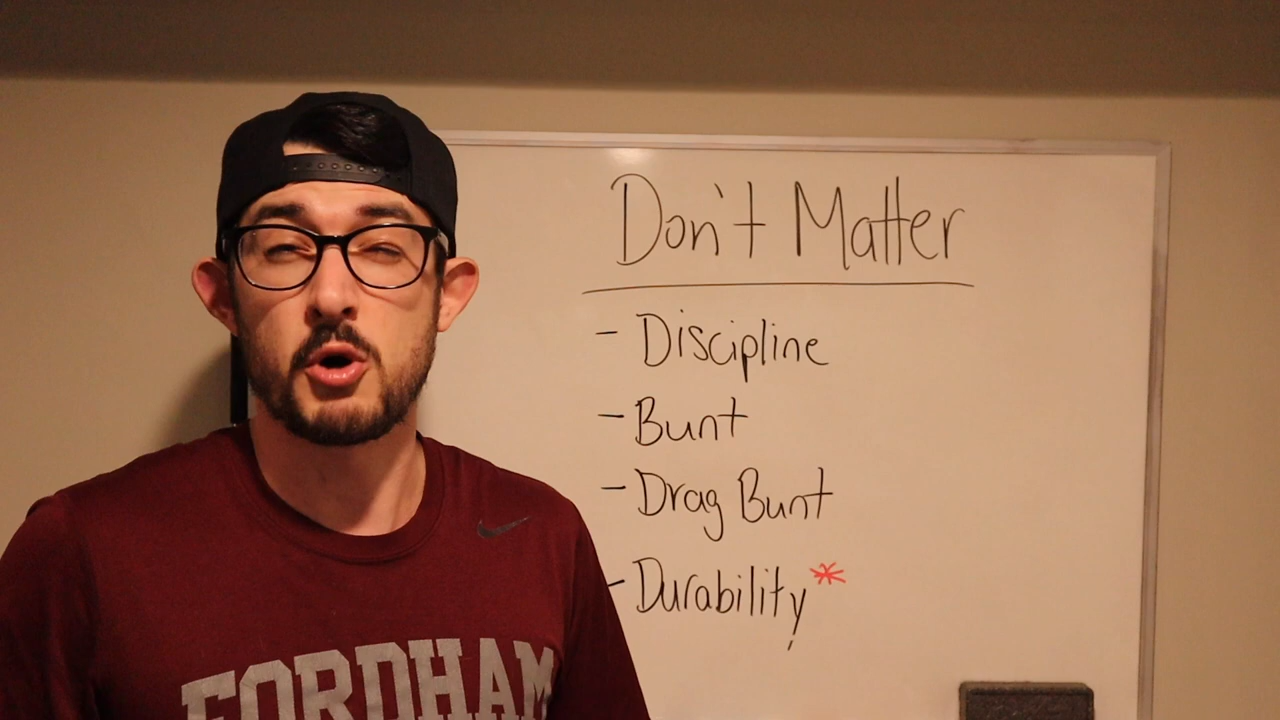 Don't Matter
- Discipline
- Bunt
- Drag Bunt
- Durability*
FORDHAM